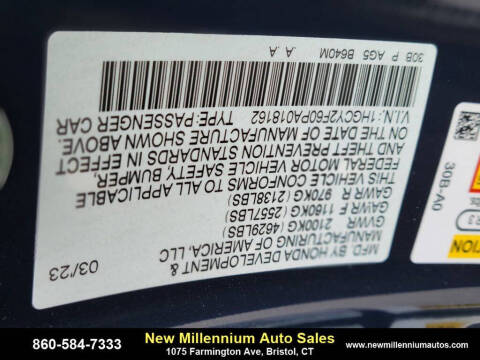 MFD. BY HONDA DEVELOPMENT & 03/23
MANUFACTURING OF AMERICA, LLC
GVWR 2100KG (4629LBS)
GAWR F 1160KG (2557LBS)
GAWR R 970KG (2138LBS)
THIS VEHICLE CONFORMS TO ALL APPLICABLE
FEDERAL MOTOR VEHICLE SAFETY BUMPER,
AND THEFT PREVENTION STANDARDS IN EFFECT
ON THE DATE OF MANUFACTURE SHOWN ABOVE.
V.I.N.: 1HGCY2F60PA018162 TYPE: PASSENGER CAR
.A .A
30B P AG5 B640M
30B-A0
860-584-7333
New Millennium Auto Sales
1075 Farmington Ave, Bristol, CT
www.newmillenniumautos.com